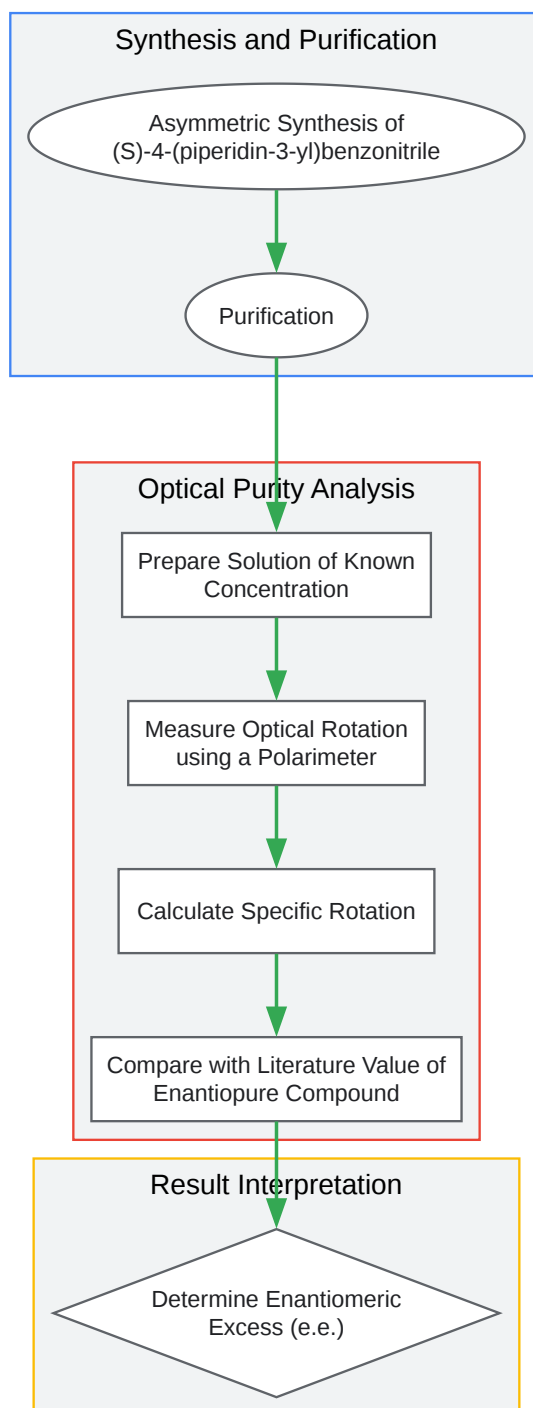 Synthesis and Purification
Asymmetric Synthesis of
(S)-4-(piperidin-3-yl)benzonitrile
Purification
Optical Purity Analysis
Prepare Solution of Known
Concentration
Measure Optical Rotation
using a Polarimeter
Calculate Specific Rotation
Compare with Literature Value of
Enantiopure Compound
Result Interpretation
Determine Enantiomeric
Excess (e.e.)